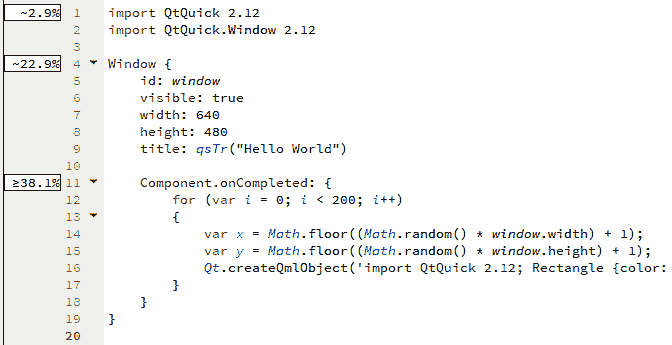 ~2.9% 1 import QtQuick 2.12
2 import QtQuick.Window 2.12
3
~22.9% 4 Window {
5 id: window
6 visible: true
7 width: 640
8 height: 480
9 title: qsTr("Hello World")
10
≥38.1% 11 Component.onCompleted: {
12 for (var i = 0; i < 200; i++)
13 {
14 var x = Math.floor((Math.random() * window.width) + 1);
15 var y = Math.floor((Math.random() * window.height) + 1);
16 Qt.createQmlObject('import QtQuick 2.12; Rectangle {color:
17 }
18 }
19 }
20